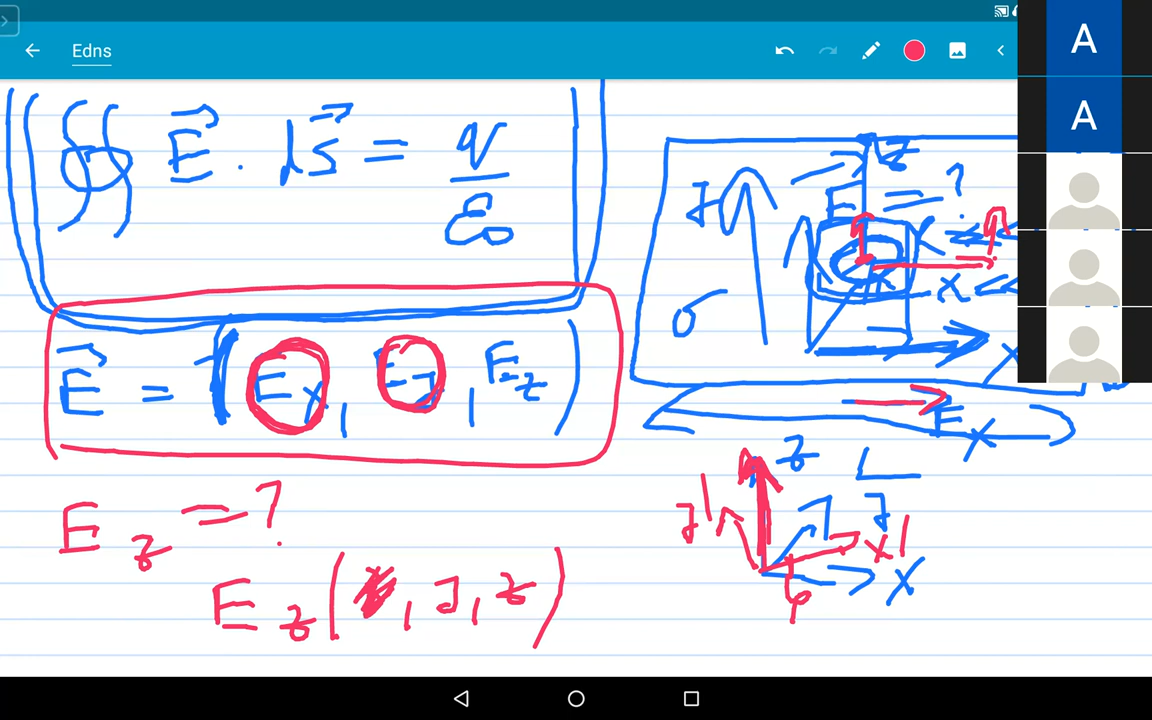 Edns
A
A
∯ E⃗ · ds⃗ = q/ε₀
E⃗ = (Ex, Ey, Ez)
Ez = ?
Ez(x, y, z)
z
E⃗ = ?
y
σ
x <<
x
Ex
z
L
y
y'
x'
φ
x